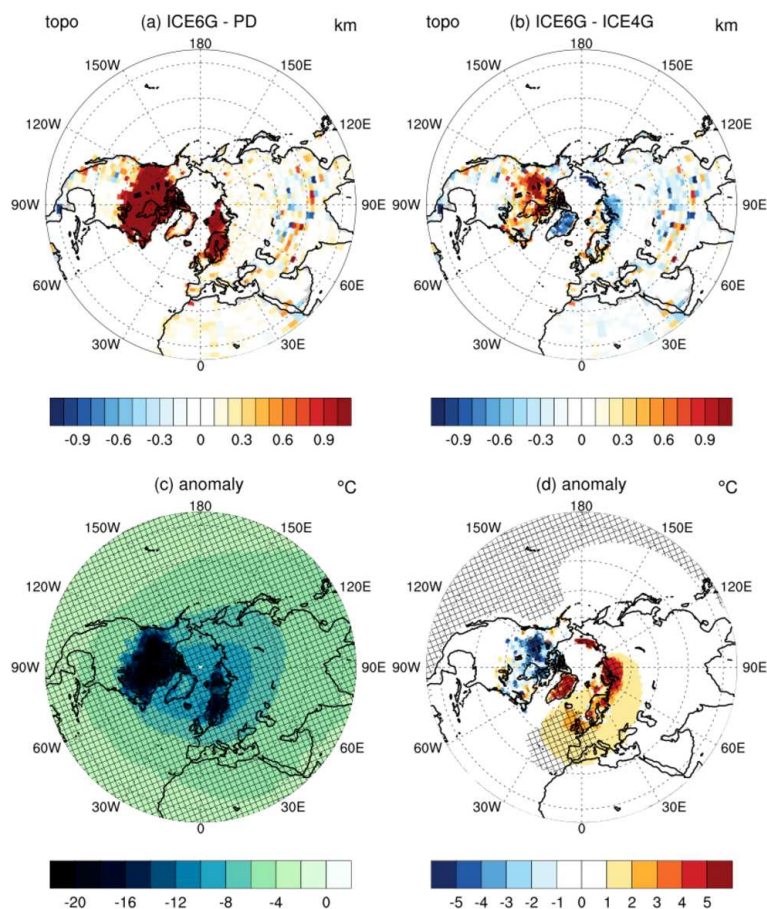 topo (a) ICE6G - PD km
180
150W 150E
120W 120E
90W 90E
60W 60E
30W 30E
0
-0.9 -0.6 -0.3 0 0.3 0.6 0.9
topo (b) ICE6G - ICE4G km
180
150W 150E
120W 120E
90W 90E
60W 60E
30W 30E
0
-0.9 -0.6 -0.3 0 0.3 0.6 0.9
(c) anomaly °C
180
150W 150E
120W 120E
90W 90E
60W 60E
30W 30E
0
-20 -16 -12 -8 -4 0
(d) anomaly °C
180
150W 150E
120W 120E
90W 90E
60W 60E
30W 30E
0
-5 -4 -3 -2 -1 0 1 2 3 4 5